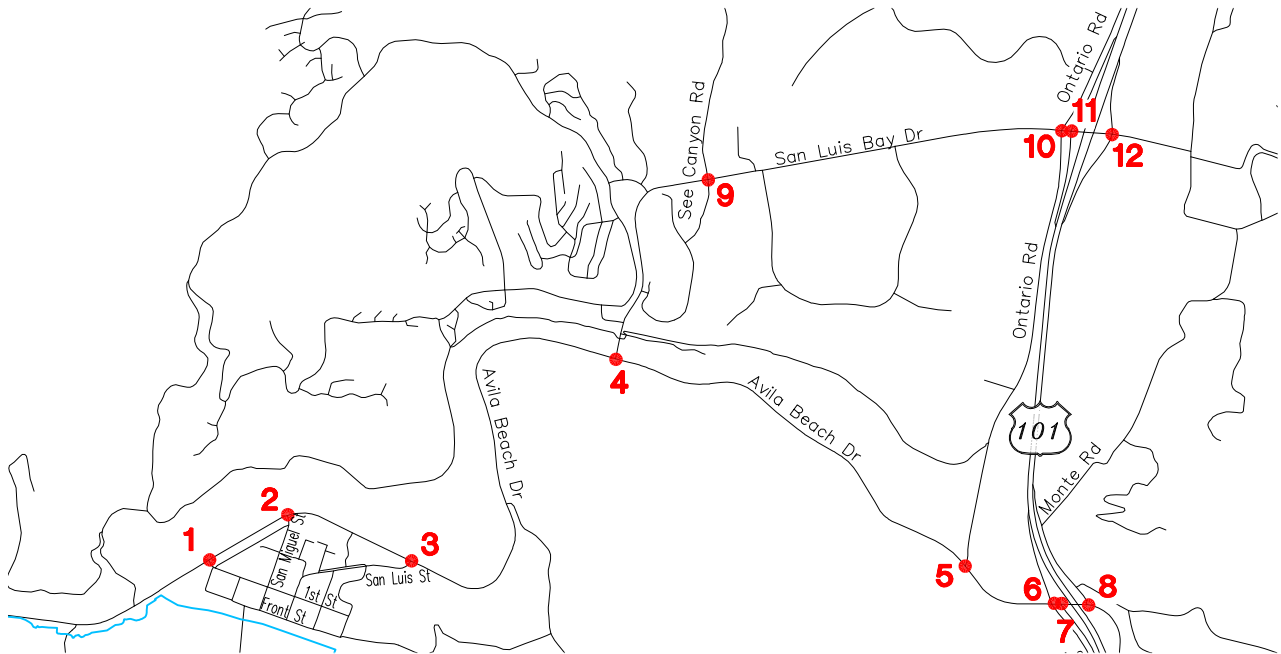 Ontario Rd
11
10
12
See Canyon Rd
San Luis Bay Dr
9
Ontario Rd
4
Avila Beach Dr
Avila Beach Dr
101
Monte Rd
2
1
3
San Miguel St
San Luis St
1st St
Front St
5
6
8
7